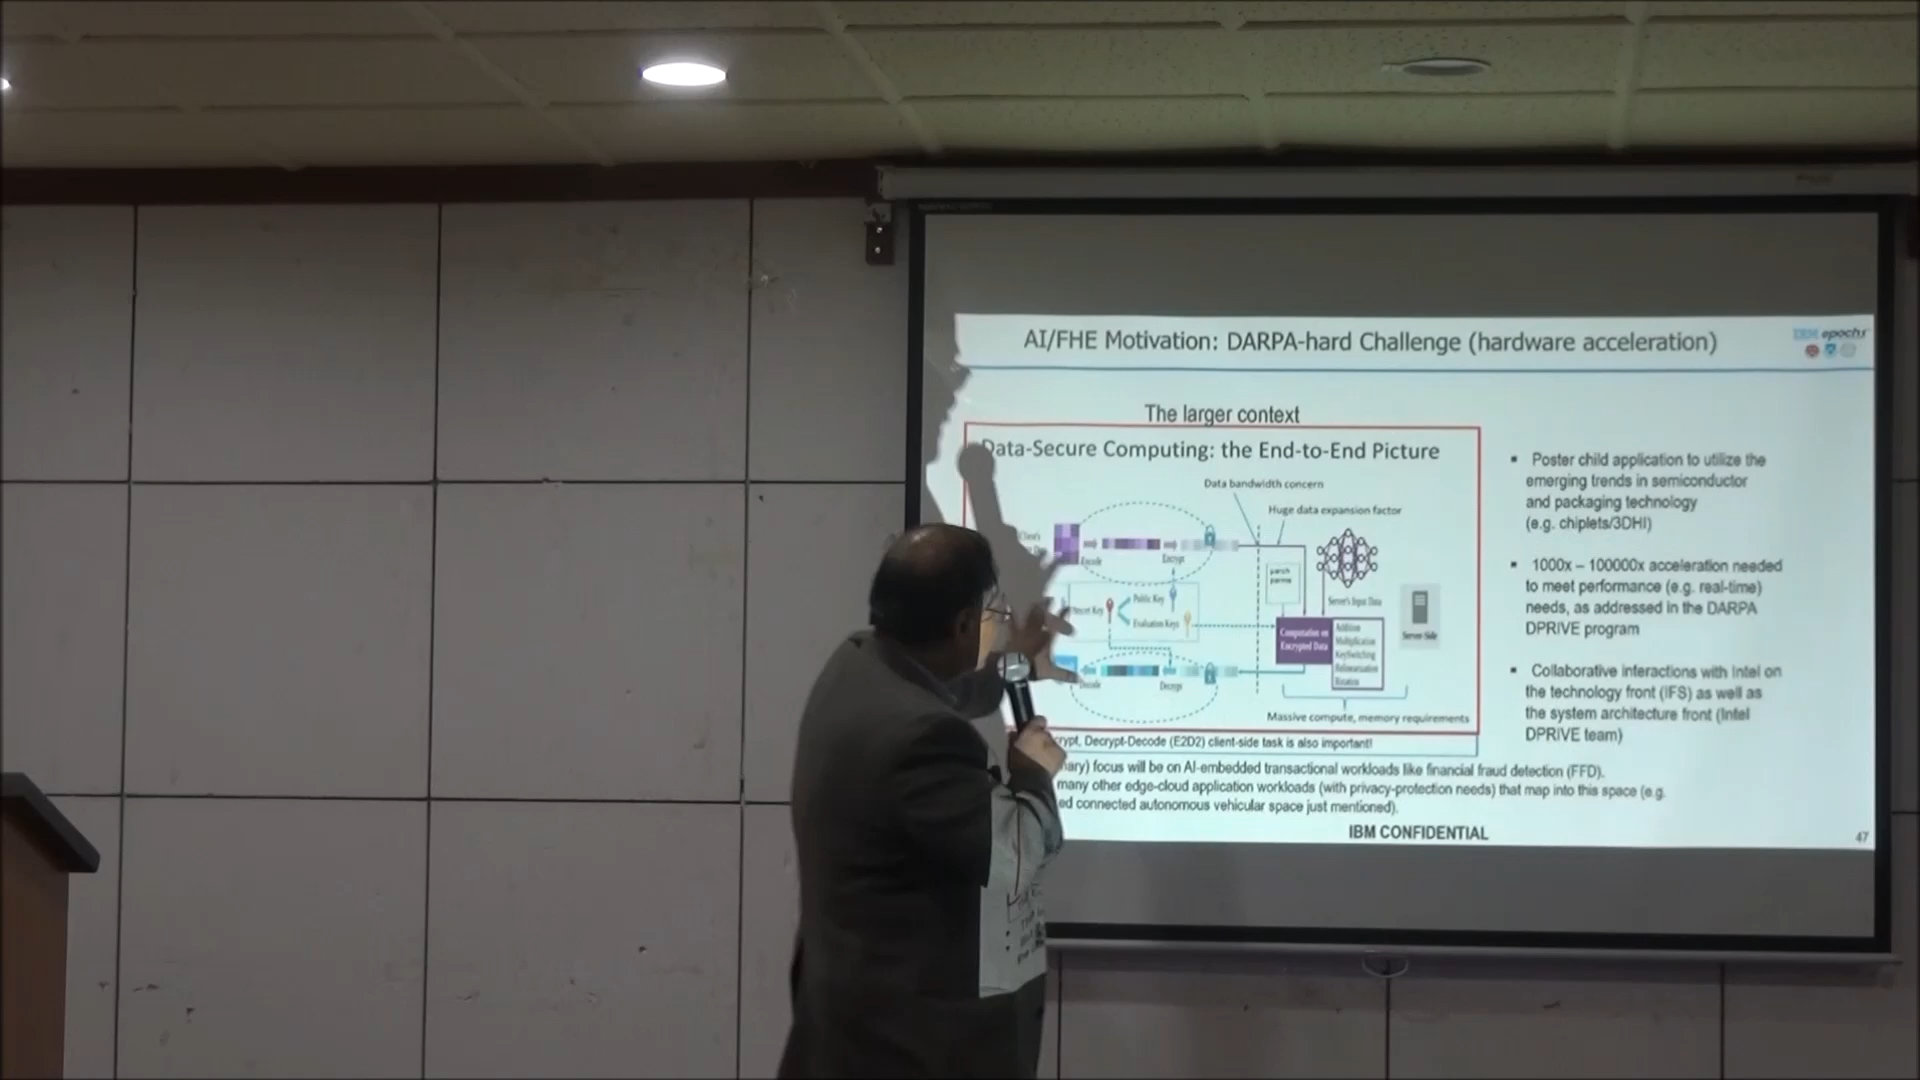 AI/FHE Motivation: DARPA-hard Challenge (hardware acceleration)
IBM epochs
The larger context
Data-Secure Computing: the End-to-End Picture
Data bandwidth concern
Huge data expansion factor
Encode
Encrypt
Server's Input Data
Public Key
Evaluation Keys
Key
Computation on
Encrypted Data
Addition
Multiplication
KeySwitching
Relinearization
Rotation
Server Side
Decode
Decrypt
Massive compute, memory requirements
crypt, Decrypt-Decode (E2D2) client-side task is also important!
nary) focus will be on AI-embedded transactional workloads like financial fraud detection (FFD).
many other edge-cloud application workloads (with privacy-protection needs) that map into this space (e.g.
ed connected autonomous vehicular space just mentioned).
▪ Poster child application to utilize the
emerging trends in semiconductor
and packaging technology
(e.g. chiplets/3DHI)
▪ 1000x – 100000x acceleration needed
to meet performance (e.g. real-time)
needs, as addressed in the DARPA
DPRIVE program
▪ Collaborative interactions with Intel on
the technology front (IFS) as well as
the system architecture front (Intel
DPRIVE team)
IBM CONFIDENTIAL
47